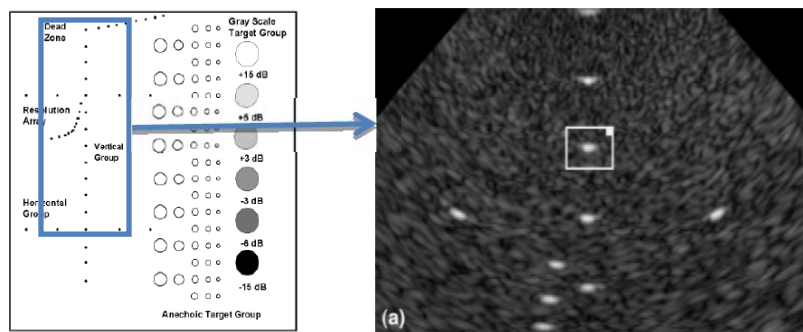 Dead
Zone
Gray Scale
Target Group
+15 dB
Resolution
Array
+6 dB
Vertical
Group
+3 dB
-3 dB
Horizontal
Group
-6 dB
-15 dB
Anechoic Target Group
(a)